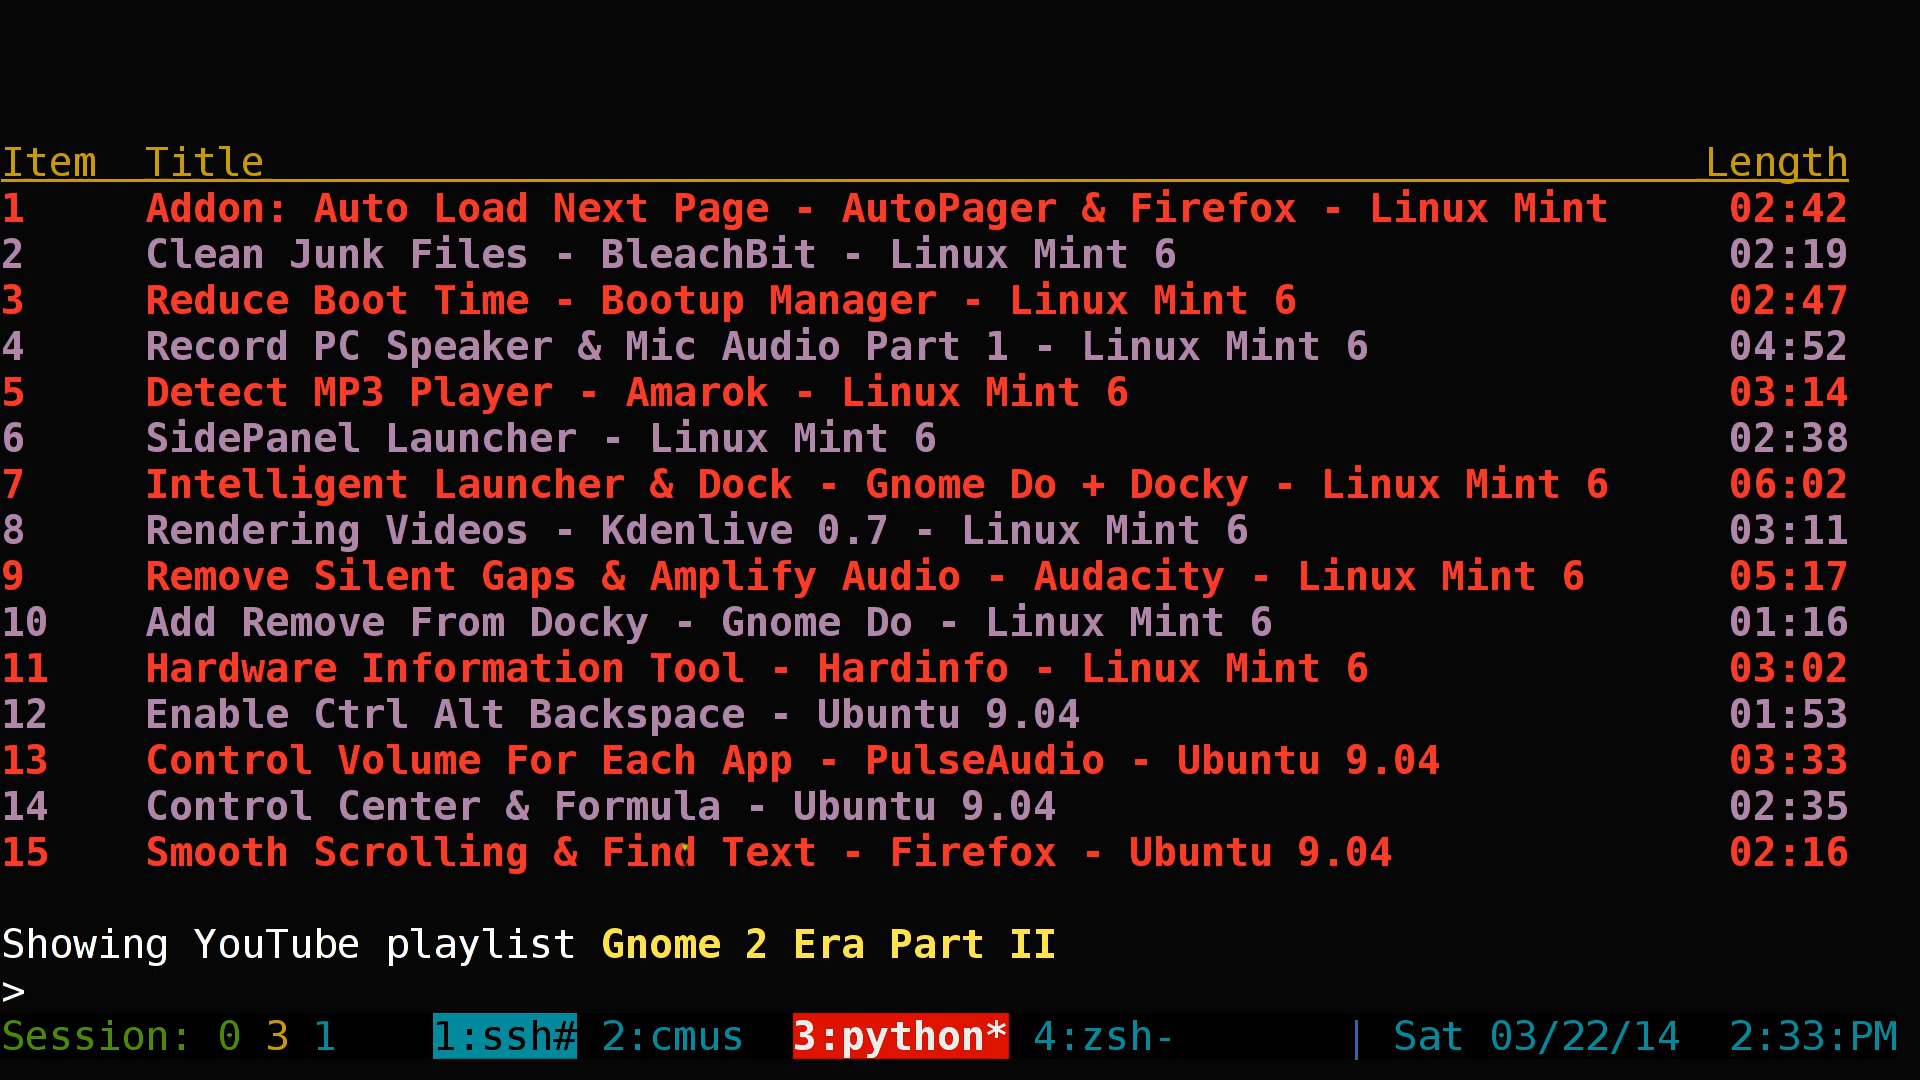 Item  Title  Length
1  Addon: Auto Load Next Page - AutoPager & Firefox - Linux Mint  02:42
2  Clean Junk Files - BleachBit - Linux Mint 6  02:19
3  Reduce Boot Time - Bootup Manager - Linux Mint 6  02:47
4  Record PC Speaker & Mic Audio Part 1 - Linux Mint 6  04:52
5  Detect MP3 Player - Amarok - Linux Mint 6  03:14
6  SidePanel Launcher - Linux Mint 6  02:38
7  Intelligent Launcher & Dock - Gnome Do + Docky - Linux Mint 6  06:02
8  Rendering Videos - Kdenlive 0.7 - Linux Mint 6  03:11
9  Remove Silent Gaps & Amplify Audio - Audacity - Linux Mint 6  05:17
10  Add Remove From Docky - Gnome Do - Linux Mint 6  01:16
11  Hardware Information Tool - Hardinfo - Linux Mint 6  03:02
12  Enable Ctrl Alt Backspace - Ubuntu 9.04  01:53
13  Control Volume For Each App - PulseAudio - Ubuntu 9.04  03:33
14  Control Center & Formula - Ubuntu 9.04  02:35
15  Smooth Scrolling & Find Text - Firefox - Ubuntu 9.04  02:16
Showing YouTube playlist Gnome 2 Era Part II
>
Session: 0 3 1  1:ssh# 2:cmus  3:python* 4:zsh-  | Sat 03/22/14  2:33:PM